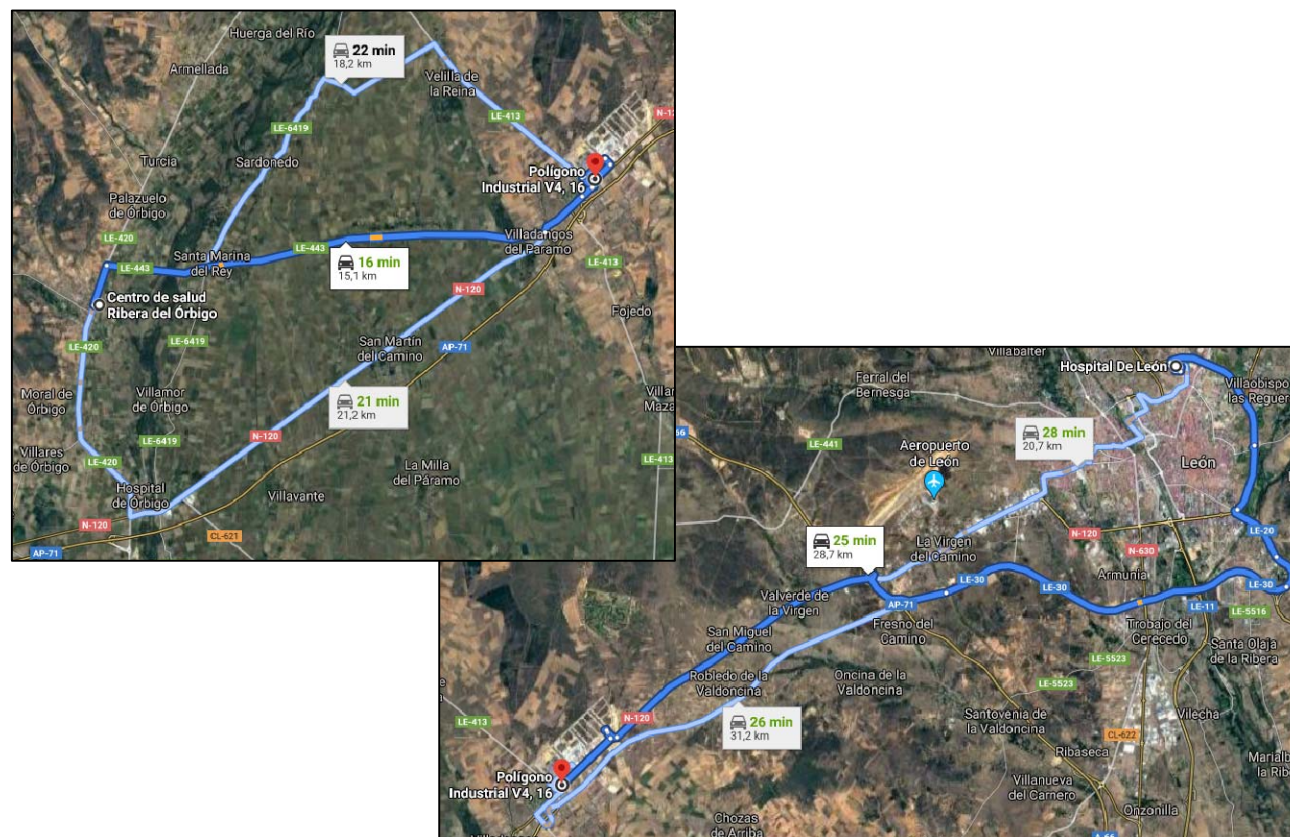 Huerga del Río
22 min
18,2 km
Armellada
Velilla de
la Reina
LE-413
N-12
LE-6419
Turcia
Sardonedo
Polígono
Industrial V4, 16
Palazuelo
de Órbigo
LE-420
Santa Marina
del Rey
LE-443
LE-443
Villadangos
del Páramo
16 min
15,1 km
LE-413
N-120
Centro de salud
Ribera del Órbigo
Fojedo
LE-420
LE-6419
San Martín
del Camino
AP-71
Moral de
Órbigo
Villamor
de Órbigo
21 min
21,2 km
Villar
Maza
N-120
LE-6419
Villares
de Órbigo
LE-420
La Milla
del Páramo
LE-413
Hospital
de Órbigo
Villavante
N-120
CL-621
AP-71
Villabalter
Hospital De León
Ferral del
Bernesga
Villaobispo
las Reguer
66
LE-441
28 min
20,7 km
Aeropuerto
de León
León
25 min
28,7 km
La Virgen
del Camino
N-120
LE-20
N-630
Armunia
LE-30
LE-30
LE-30
Valverde de
la Virgen
AP-71
LE-11
LE-5516
Fresno del
Camino
Trobajo del
Cerecedo
San Miguel
del Camino
Santa Olaja
de la Ribera
LE-5523
Robledo de la
Valdoncina
Oncina de la
Valdoncina
LE-5523
LE-413
N-120
26 min
31,2 km
Santovenia de
la Valdoncina
Vilecha
CL-622
Ribaseca
Polígono
Industrial V4, 16
Marialb
la Rib
Villanueva
del Carnero
Onzonilla
Chozas
de Arriba
A-66